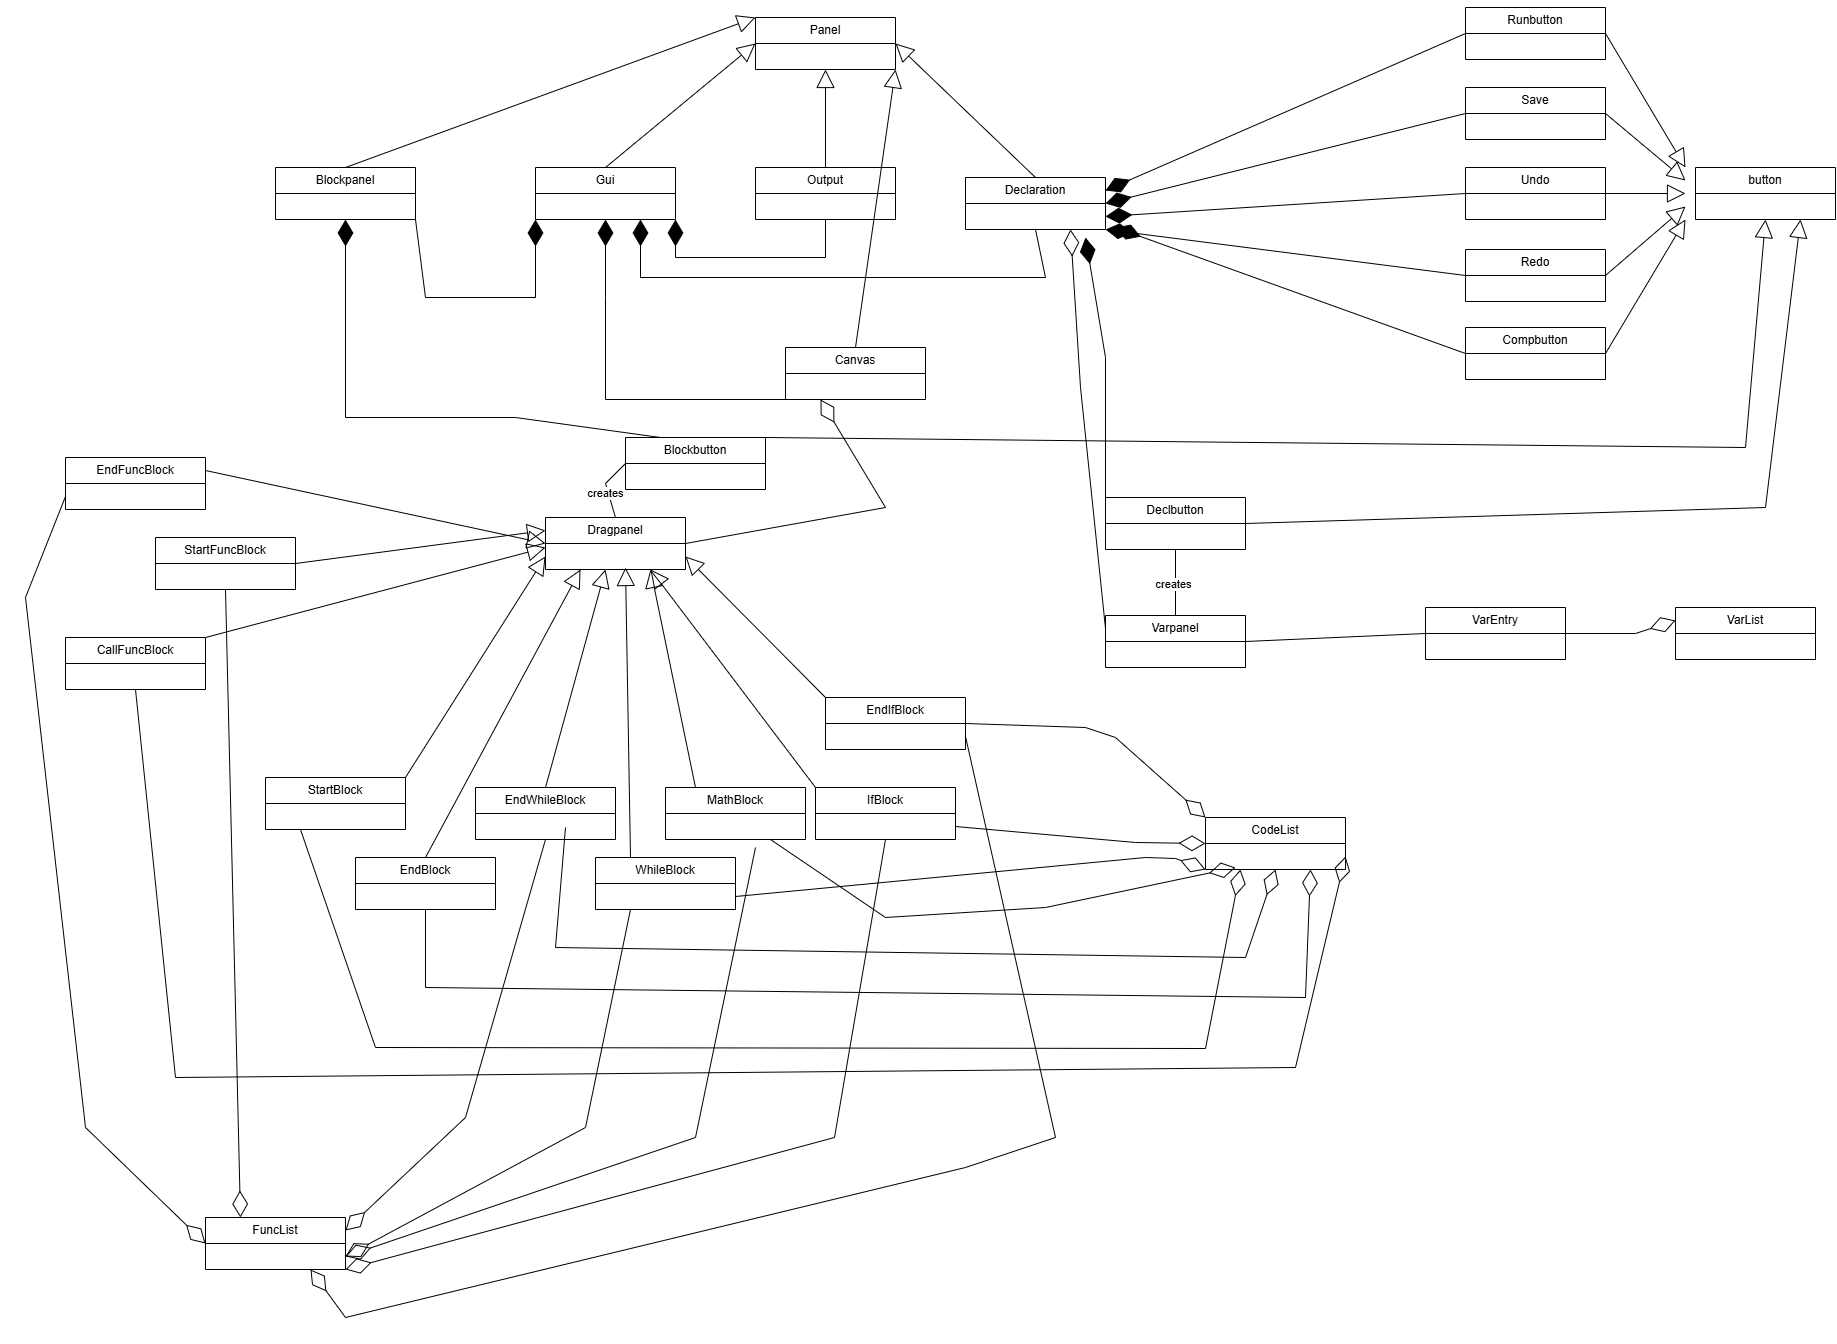 Runbutton
Panel
Save
Blockpanel
Gui
Output
Declaration
Undo
button
Redo
Compbutton
Canvas
Blockbutton
EndFuncBlock
creates
Declbutton
Dragpanel
StartFuncBlock
creates
CallFuncBlock
Varpanel
VarEntry
VarList
EndIfBlock
StartBlock
EndWhileBlock
MathBlock
IfBlock
CodeList
EndBlock
WhileBlock
FuncList